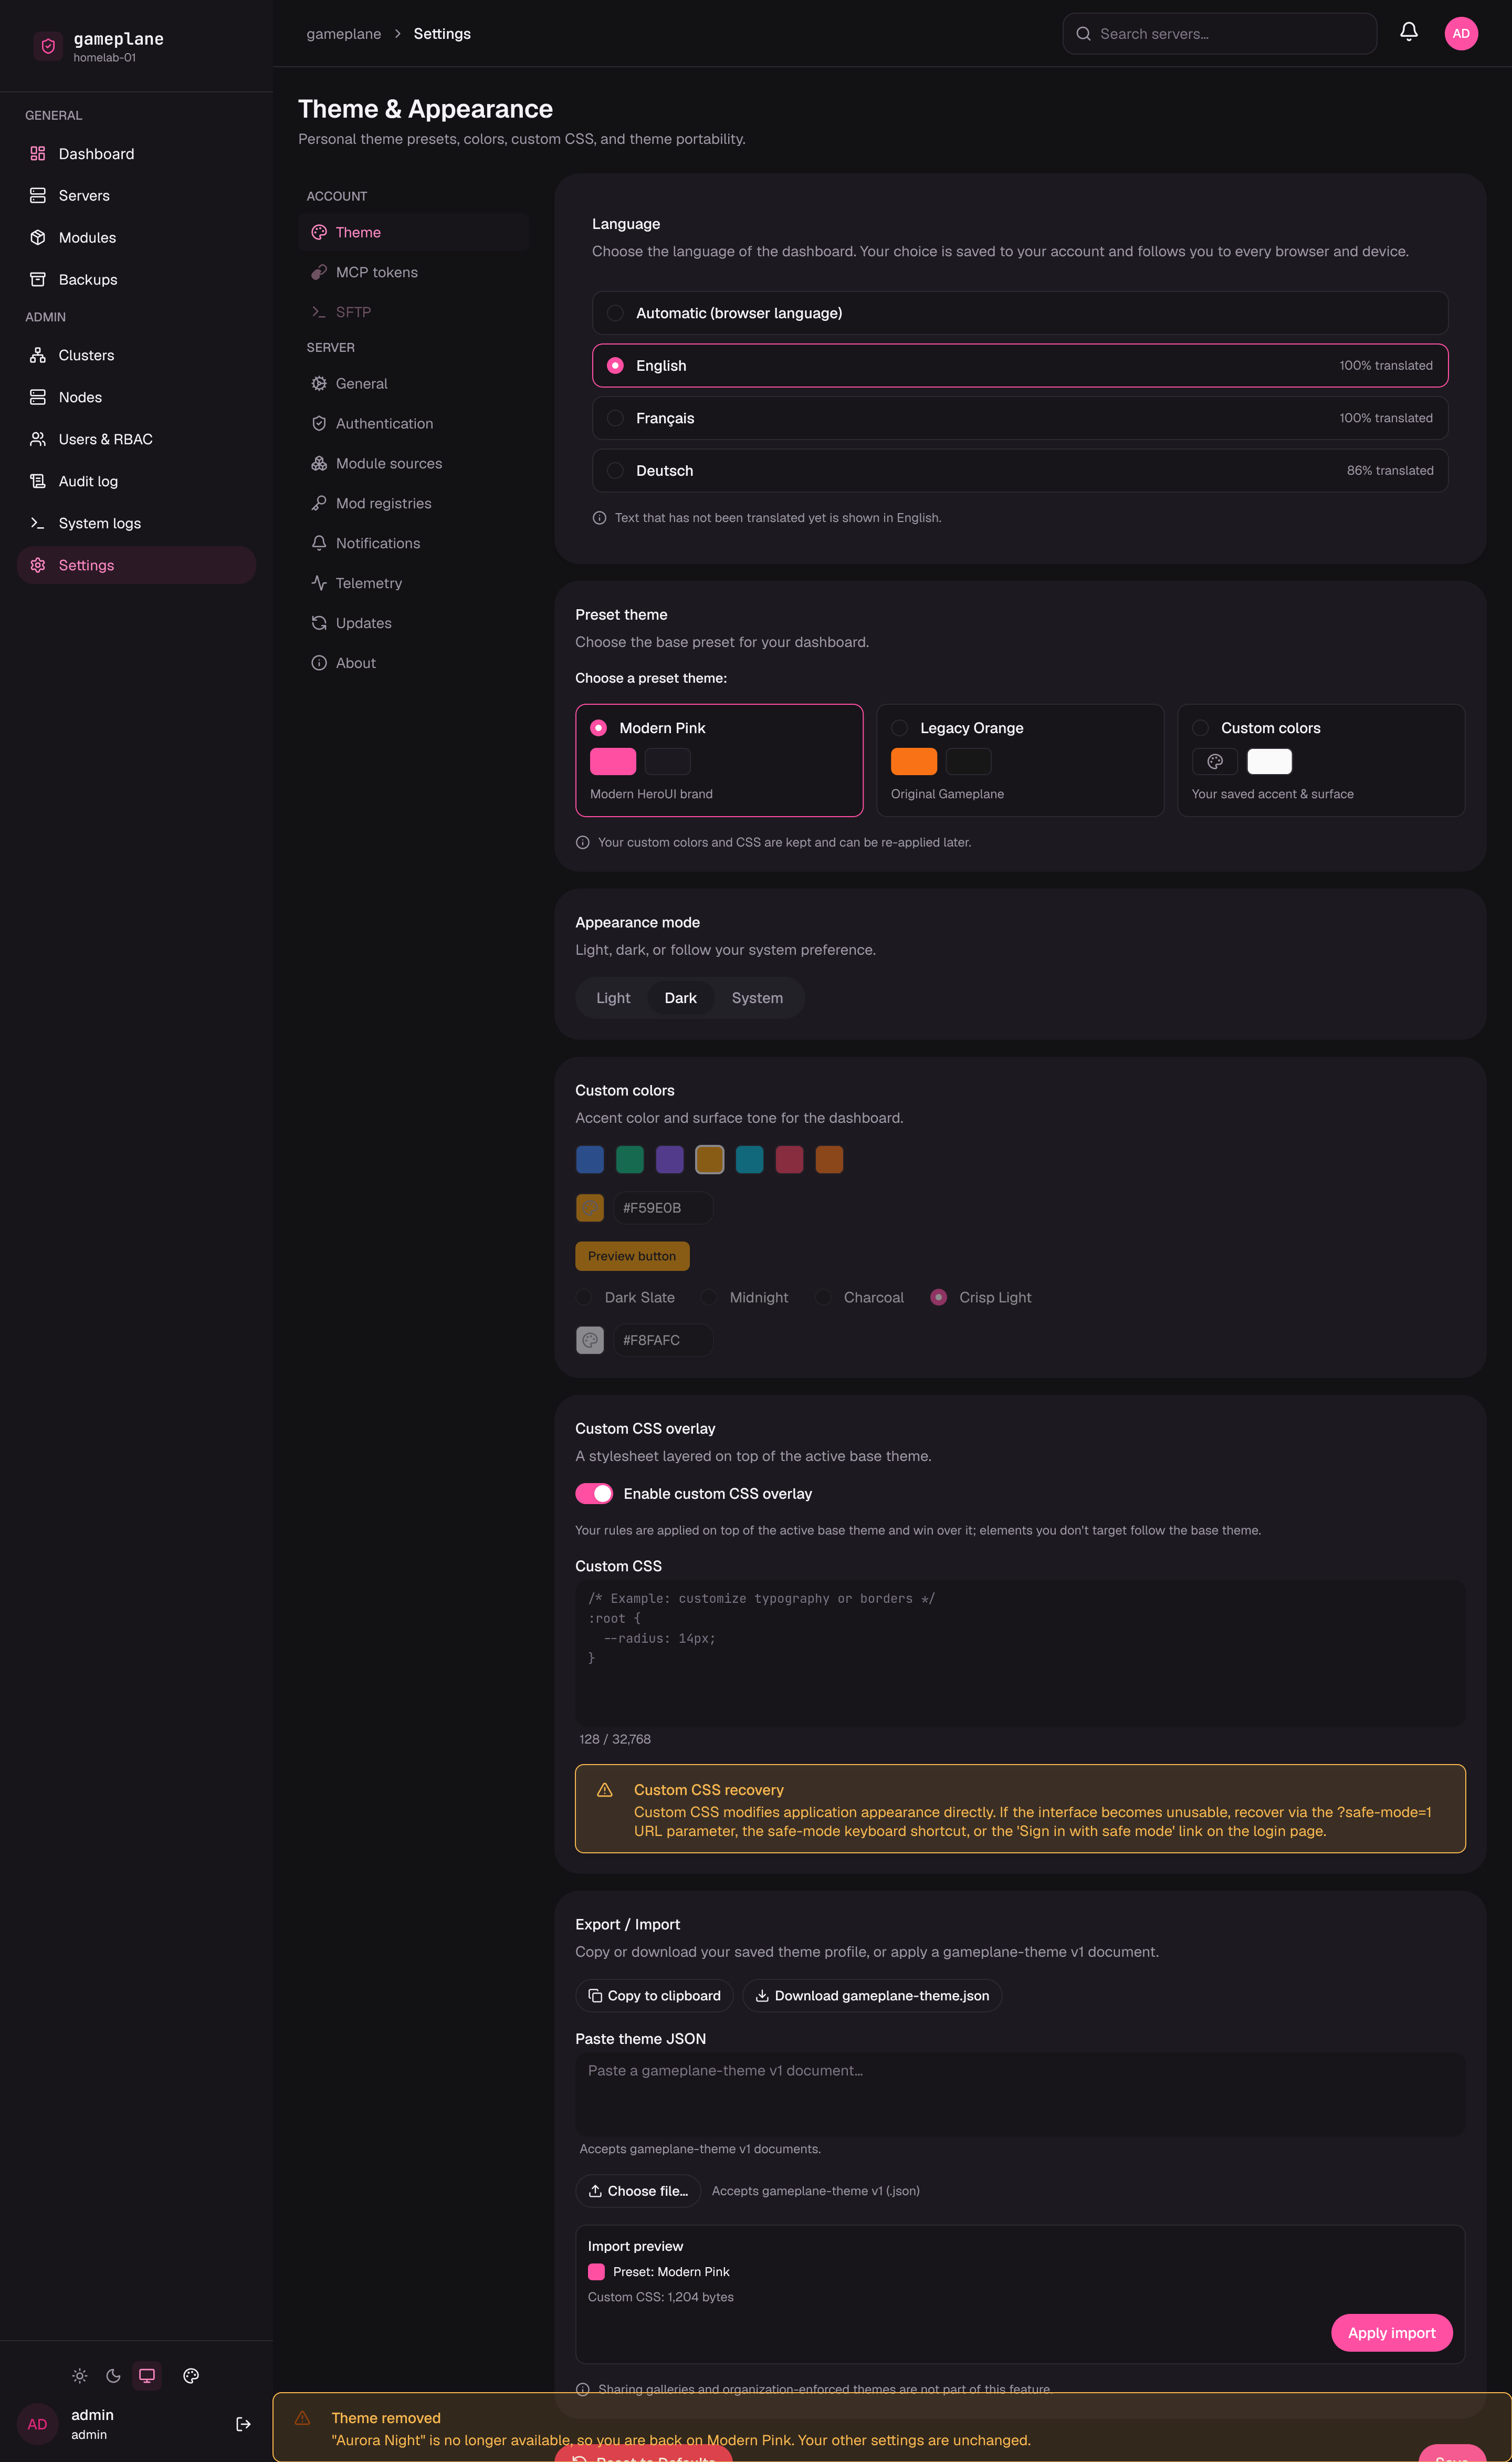 gameplane
homelab-01
GENERAL
Dashboard
Servers
Modules
Backups
ADMIN
Clusters
Nodes
Users & RBAC
Audit log
System logs
Settings
AD
admin
admin
gameplane > Settings
Search servers...
AD
Theme & Appearance
Personal theme presets, colors, custom CSS, and theme portability.
ACCOUNT
Theme
MCP tokens
SFTP
SERVER
General
Authentication
Module sources
Mod registries
Notifications
Telemetry
Updates
About
Language
Choose the language of the dashboard. Your choice is saved to your account and follows you to every browser and device.
Automatic (browser language)
English 100% translated
Français 100% translated
Deutsch 86% translated
Text that has not been translated yet is shown in English.
Preset theme
Choose the base preset for your dashboard.
Choose a preset theme:
Modern Pink
Modern HeroUI brand
Legacy Orange
Original Gameplane
Custom colors
Your saved accent & surface
Your custom colors and CSS are kept and can be re-applied later.
Appearance mode
Light, dark, or follow your system preference.
Light Dark System
Custom colors
Accent color and surface tone for the dashboard.
#F59E0B
Preview button
Dark Slate Midnight Charcoal Crisp Light
#F8FAFC
Custom CSS overlay
A stylesheet layered on top of the active base theme.
Enable custom CSS overlay
Your rules are applied on top of the active base theme and win over it; elements you don't target follow the base theme.
Custom CSS
/* Example: customize typography or borders */
:root {
--radius: 14px;
}
128 / 32,768
Custom CSS recovery
Custom CSS modifies application appearance directly. If the interface becomes unusable, recover via the ?safe-mode=1
URL parameter, the safe-mode keyboard shortcut, or the 'Sign in with safe mode' link on the login page.
Export / Import
Copy or download your saved theme profile, or apply a gameplane-theme v1 document.
Copy to clipboard Download gameplane-theme.json
Paste theme JSON
Paste a gameplane-theme v1 document...
Accepts gameplane-theme v1 documents.
Choose file... Accepts gameplane-theme v1 (.json)
Import preview
Preset: Modern Pink
Custom CSS: 1,204 bytes
Apply import
Sharing galleries and organization-enforced themes are not part of this feature.
Theme removed
"Aurora Night" is no longer available, so you are back on Modern Pink. Your other settings are unchanged.
Reset to Defaults Save